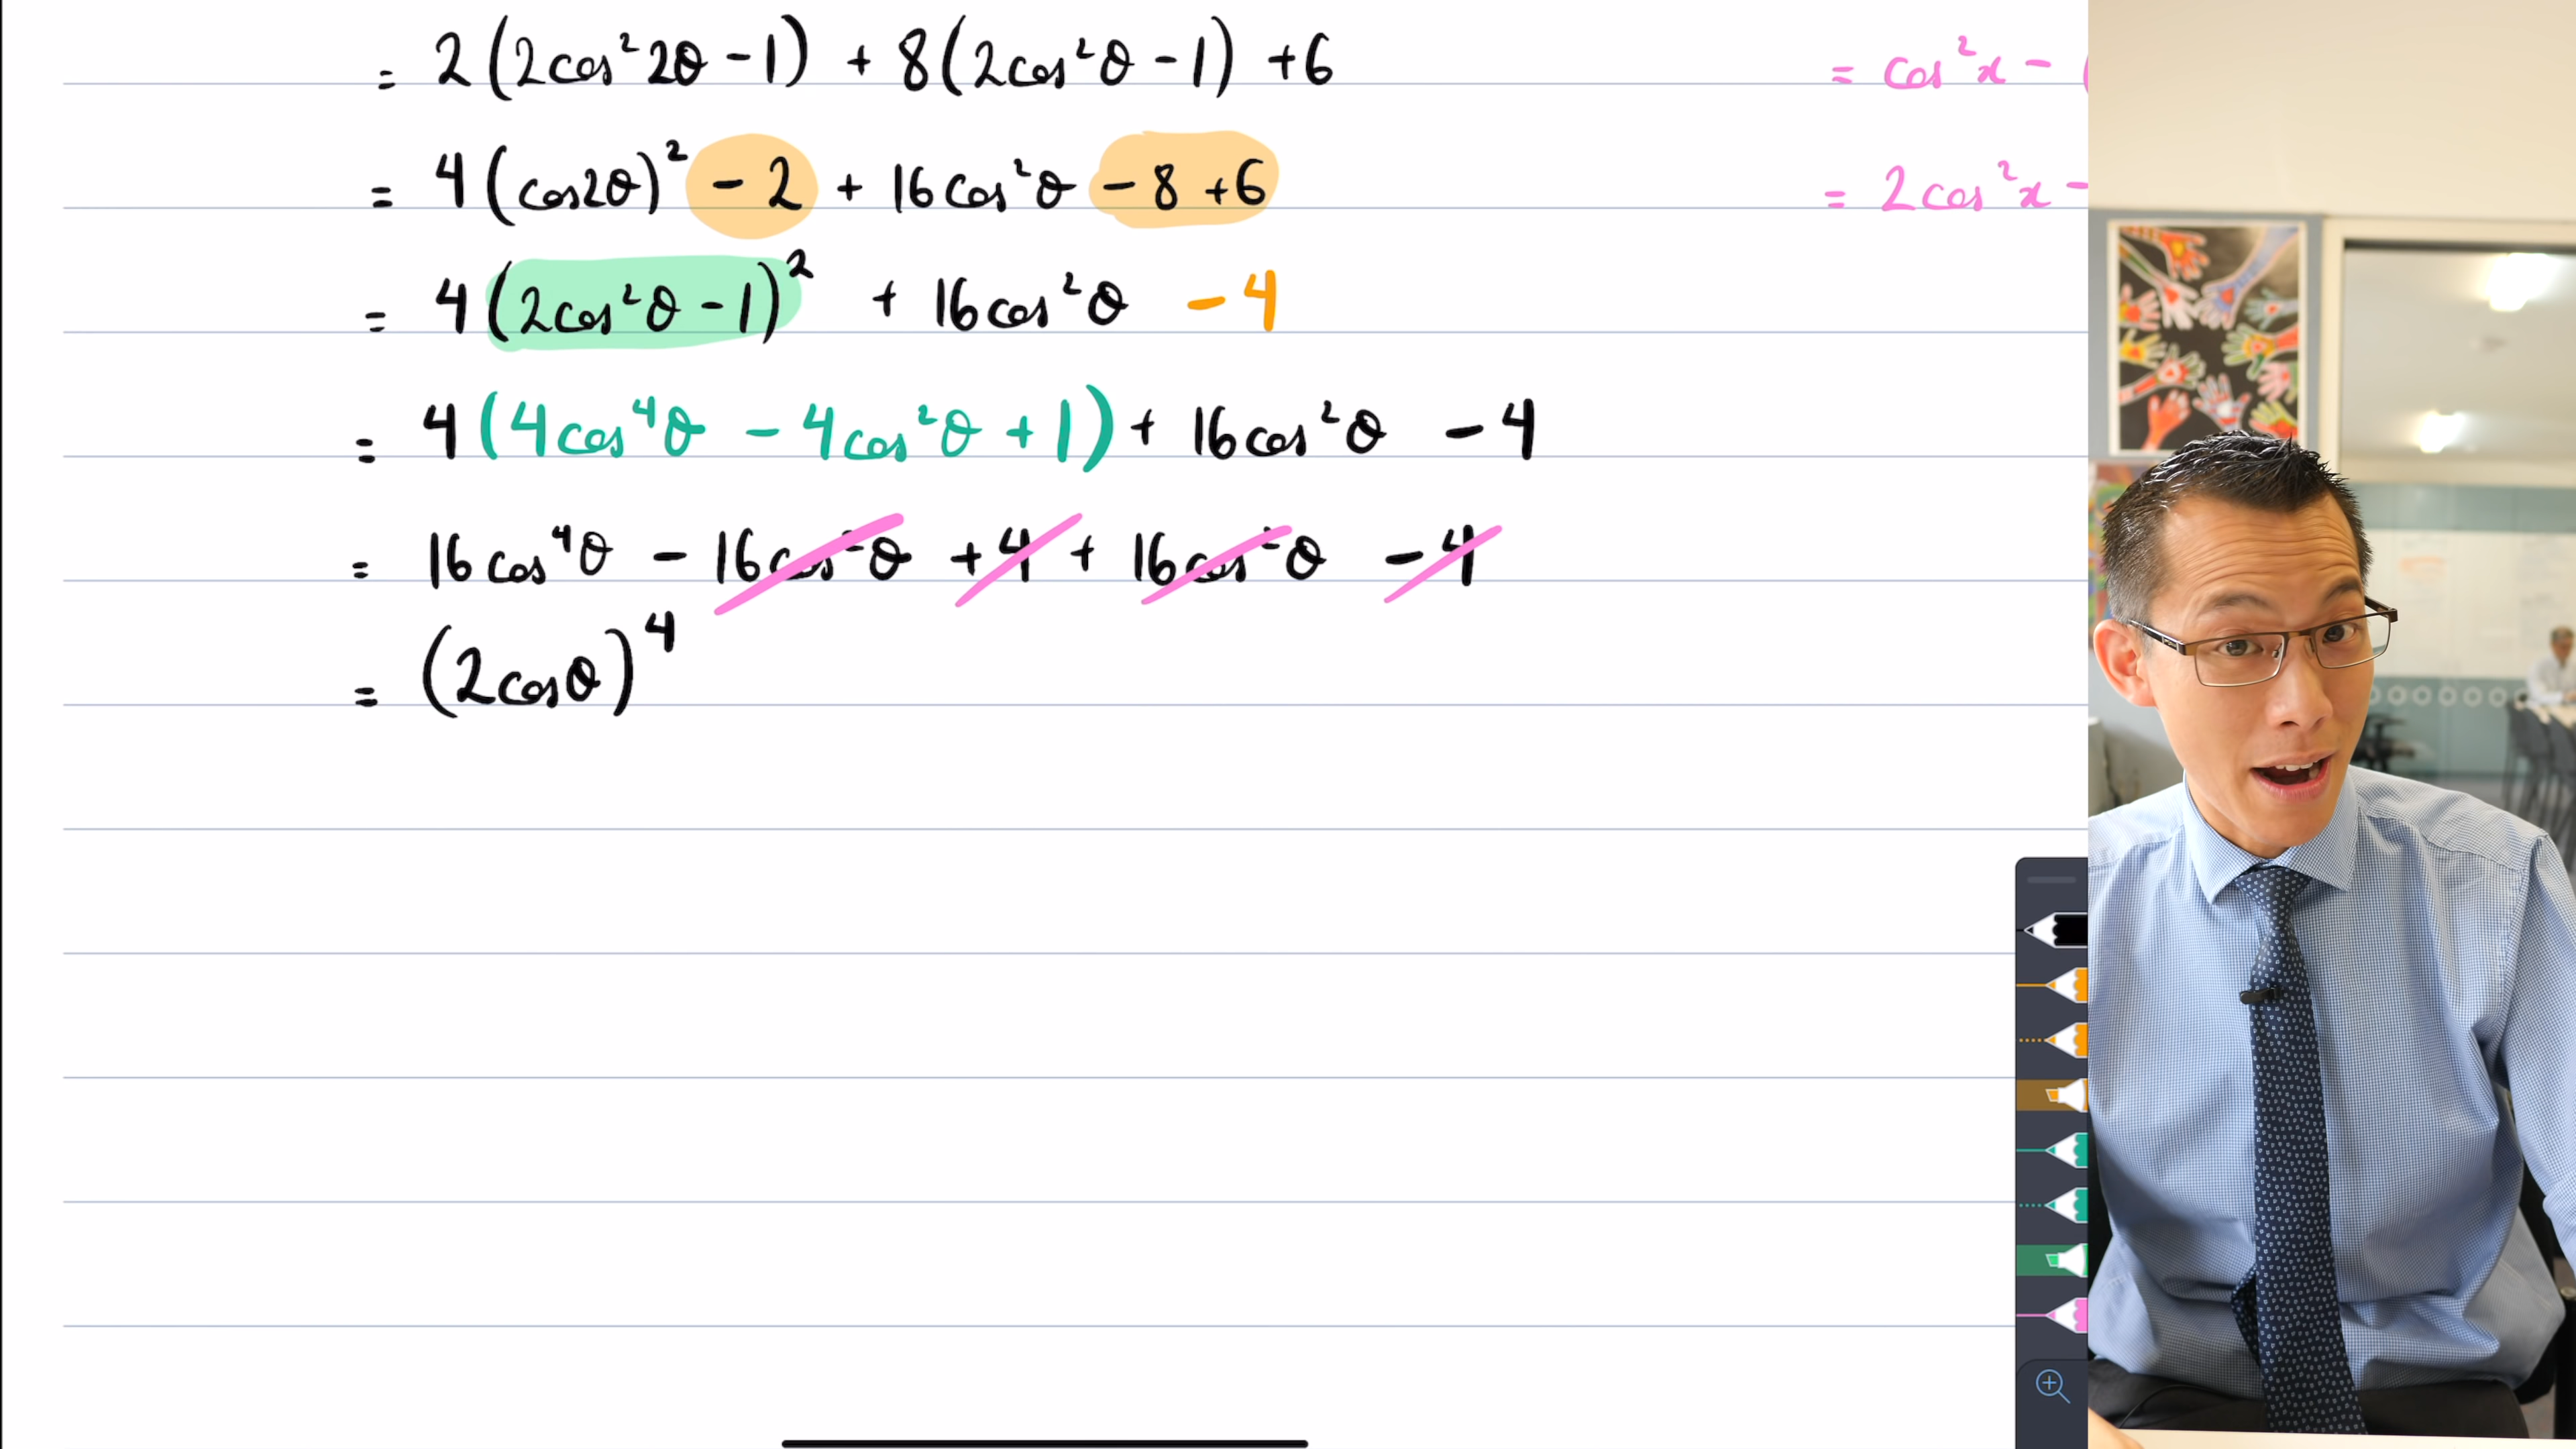 = 2(2cos²2θ - 1) + 8(2cos²θ - 1) + 6
= 4(cos2θ)² - 2 + 16cos²θ - 8 + 6
= 4(2cos²θ - 1)² + 16cos²θ - 4
= 4(4cos⁴θ - 4cos²θ + 1) + 16cos²θ - 4
= 16cos⁴θ - 16cos²θ + 4 + 16cos²θ - 4
= (2cosθ)⁴
= cos²x - (
= 2cos²x -